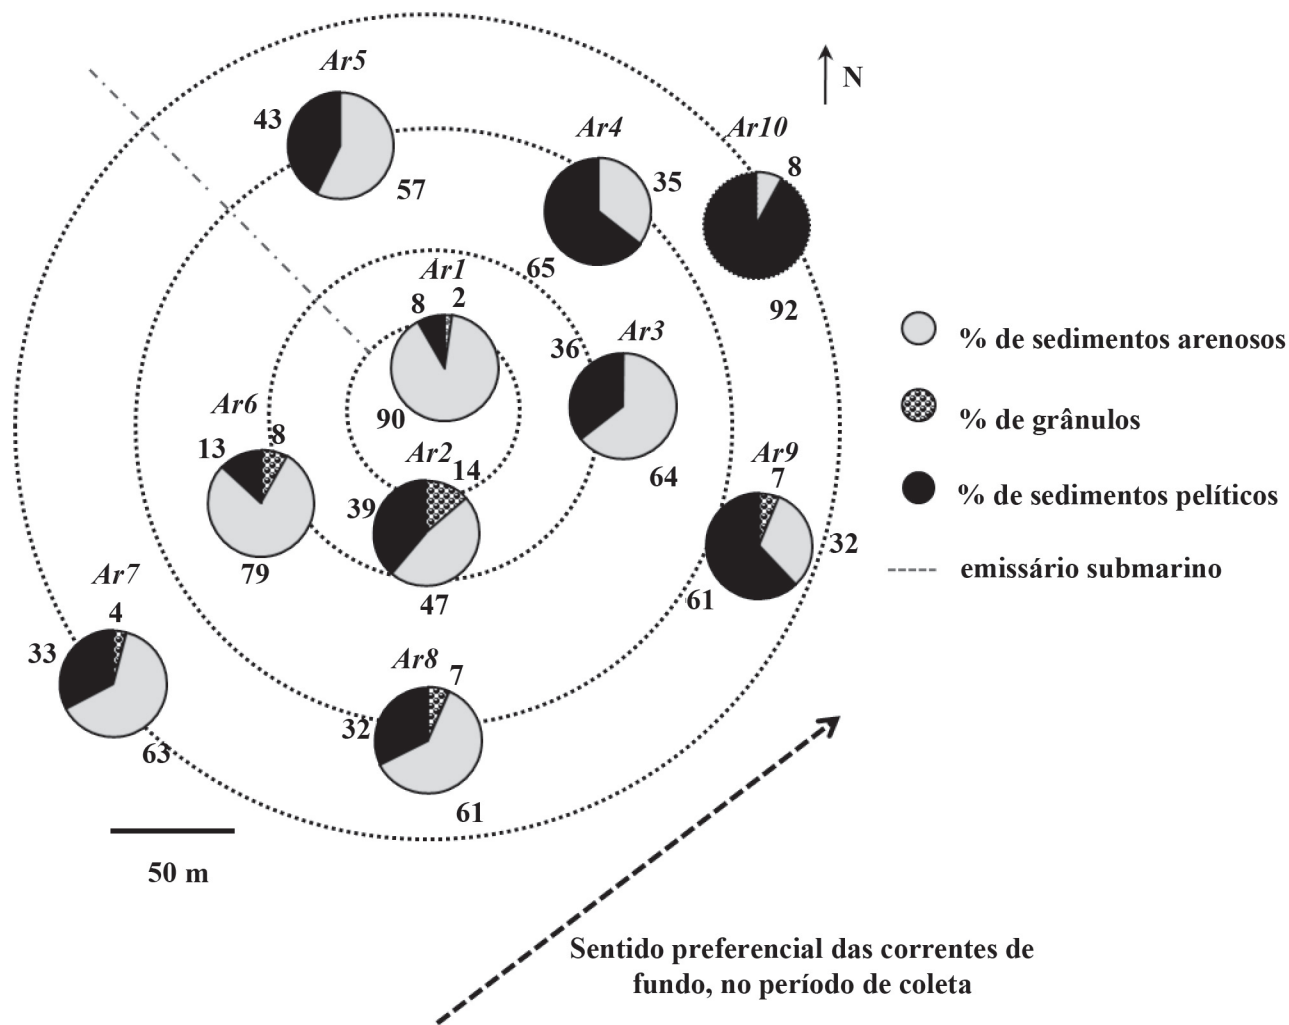 Ar5
N
43
57
Ar4
35
65
Ar10
8
92
Ar1
8
2
90
Ar3
36
64
% de sedimentos arenosos
% de grânulos
% de sedimentos pelíticos
emissário submarino
Ar6
13
8
79
Ar2
14
39
47
Ar9
7
32
61
Ar7
4
33
63
Ar8
7
32
61
50 m
Sentido preferencial das correntes de
fundo, no período de coleta